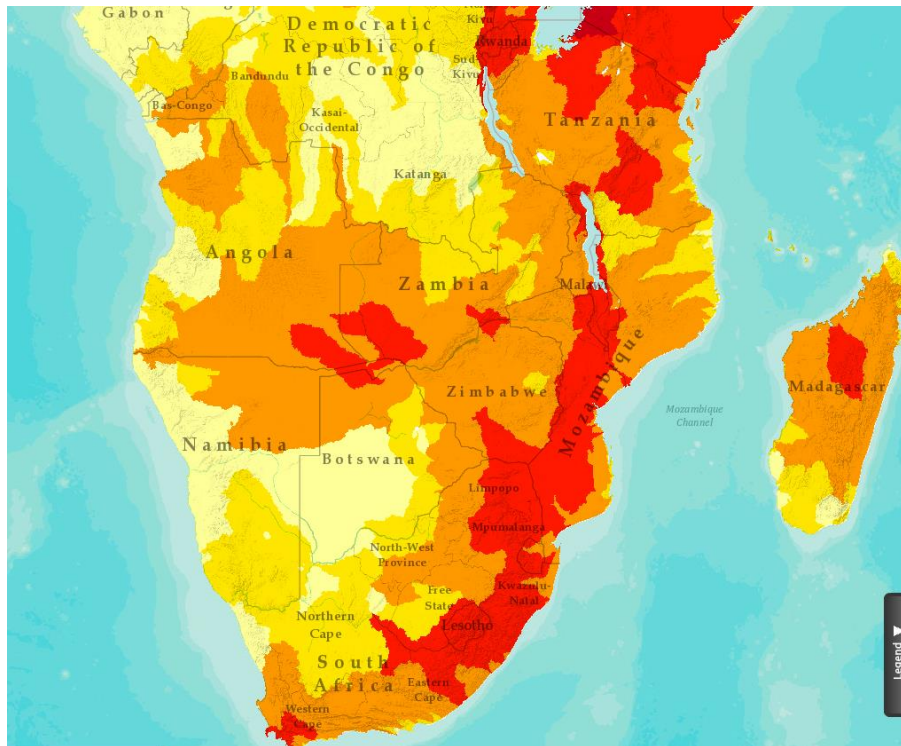 Gabon
Democratic
Republic of
the Congo
Kivu
Rwanda
Sud-
Kivu
Bandundu
Bas-Congo
Kasai-
Occidental
Tanzania
Katanga
Angola
Zambia
Malawi
Mozambique
Zimbabwe
Madagascar
Mozambique
Channel
Namibia
Botswana
Limpopo
Mpumalanga
North-West
Province
Kwazulu-
Natal
Free
State
Northern
Cape
Lesotho
South
Africa
Eastern
Cape
Western
Cape
Legend